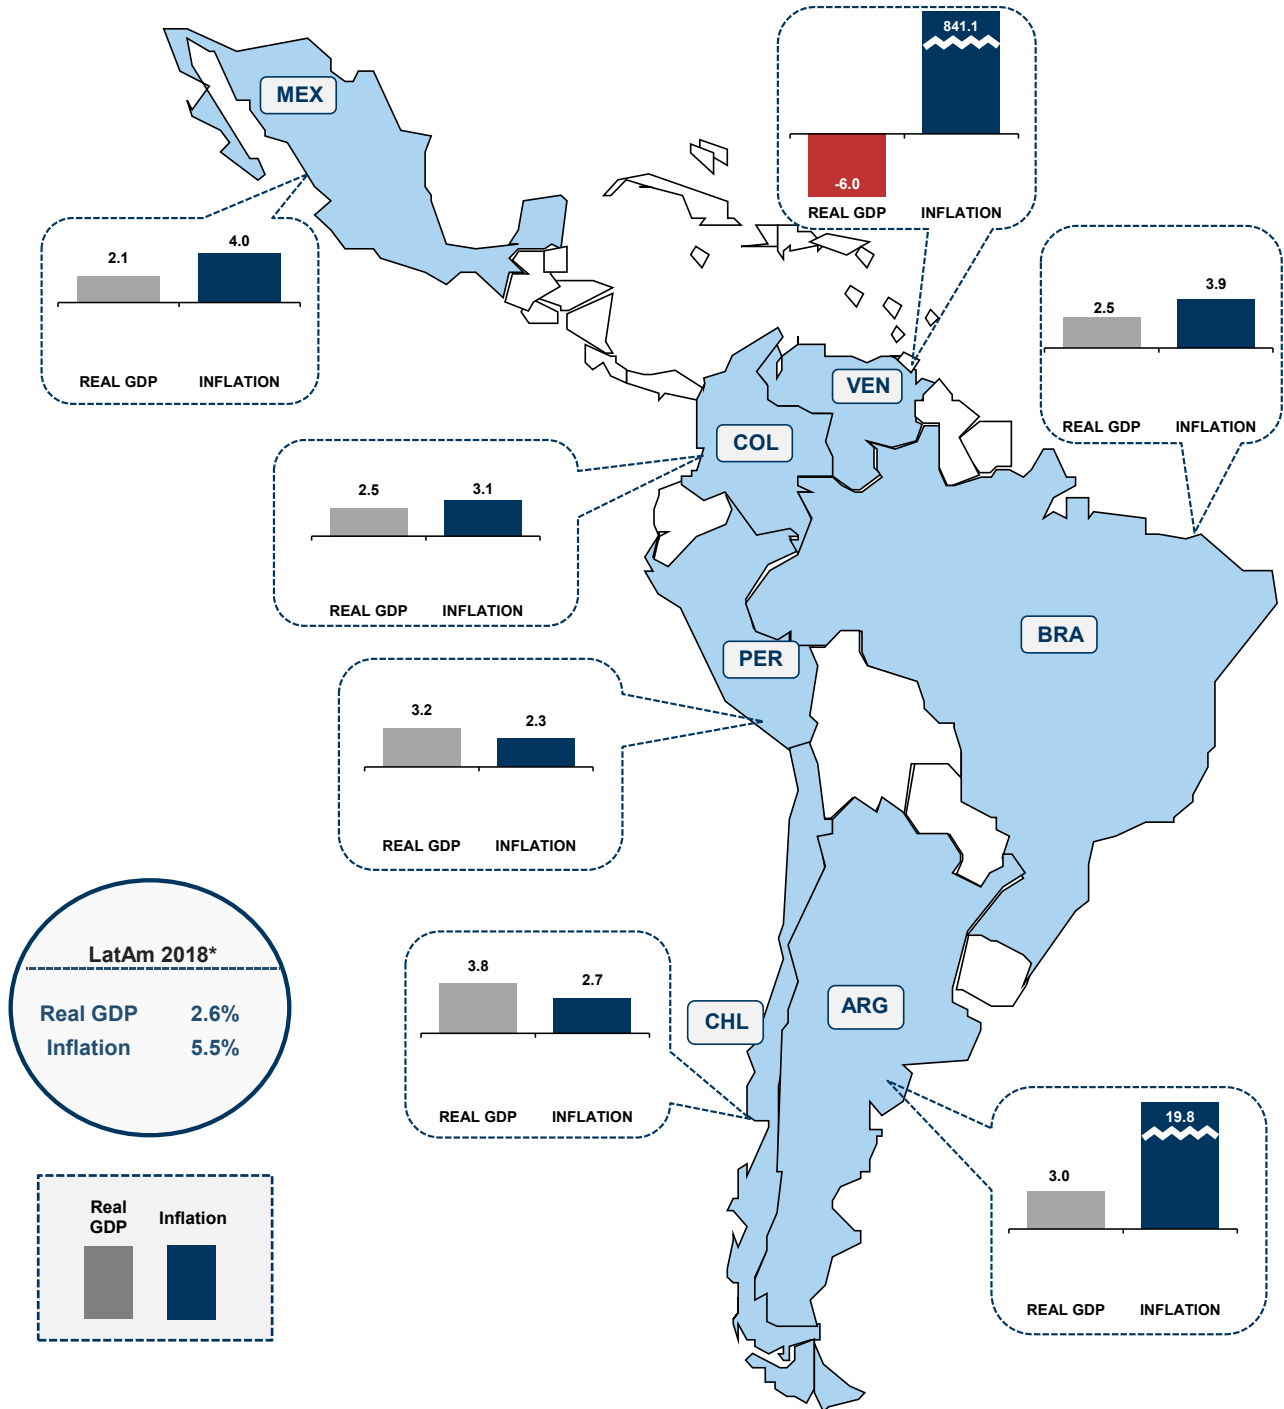 841.1
MEX
-6.0
REAL GDP INFLATION
2.1 4.0
REAL GDP INFLATION
2.5 3.9
REAL GDP INFLATION
VEN
COL
2.5 3.1
REAL GDP INFLATION
BRA
PER
3.2 2.3
REAL GDP INFLATION
LatAm 2018*
Real GDP 2.6%
Inflation 5.5%
3.8 2.7
REAL GDP INFLATION
CHL
ARG
19.8
3.0
REAL GDP INFLATION
Real
GDP
Inflation